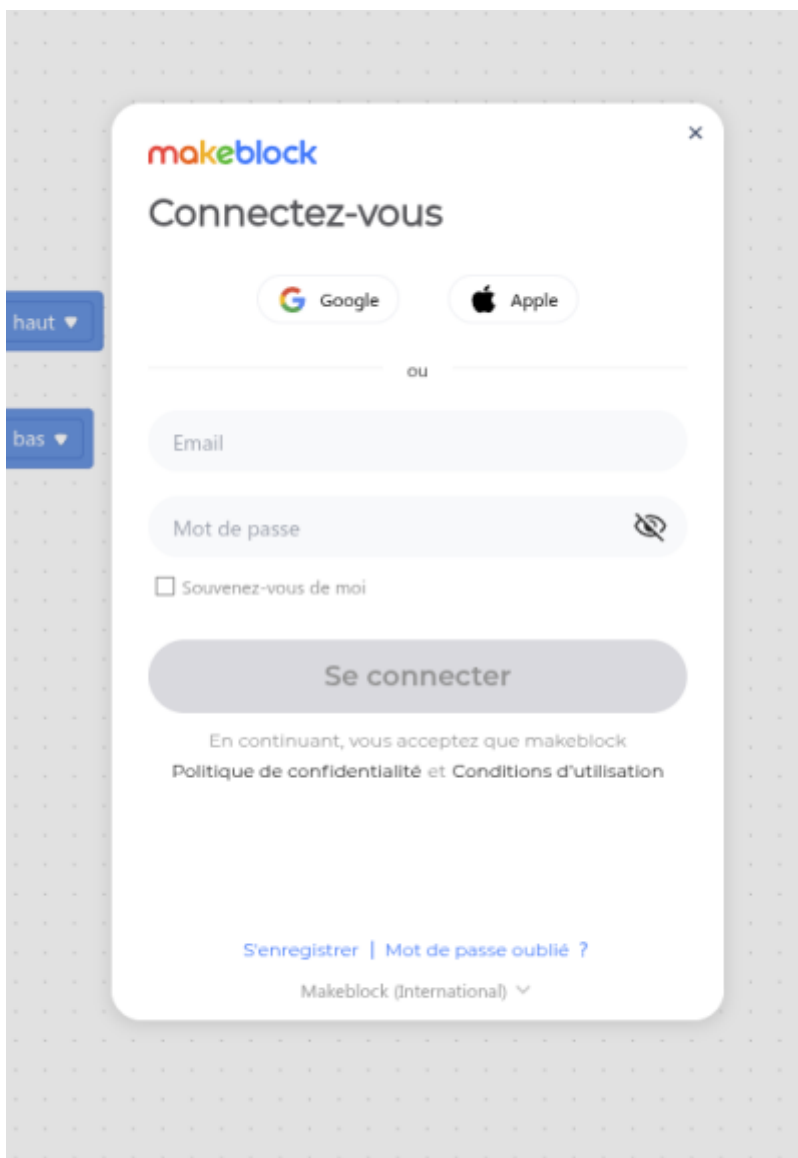 makeblock
Connectez-vous
Google Apple
haut
ou
bas
Email
Mot de passe
Souvenez-vous de moi
Se connecter
En continuant, vous acceptez que makeblock
Politique de confidentialité et Conditions d'utilisation
S'enregistrer | Mot de passe oublié ?
Makeblock (International)